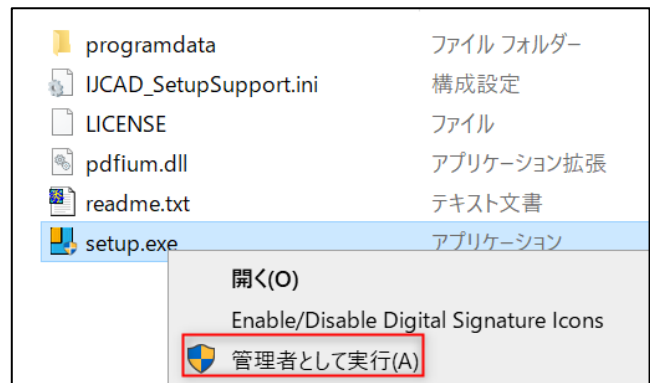 programdata ファイル フォルダー
IJCAD_SetupSupport.ini 構成設定
LICENSE ファイル
pdfium.dll アプリケーション拡張
readme.txt テキスト文書
setup.exe アプリケーション
開く(O)
Enable/Disable Digital Signature Icons
管理者として実行(A)